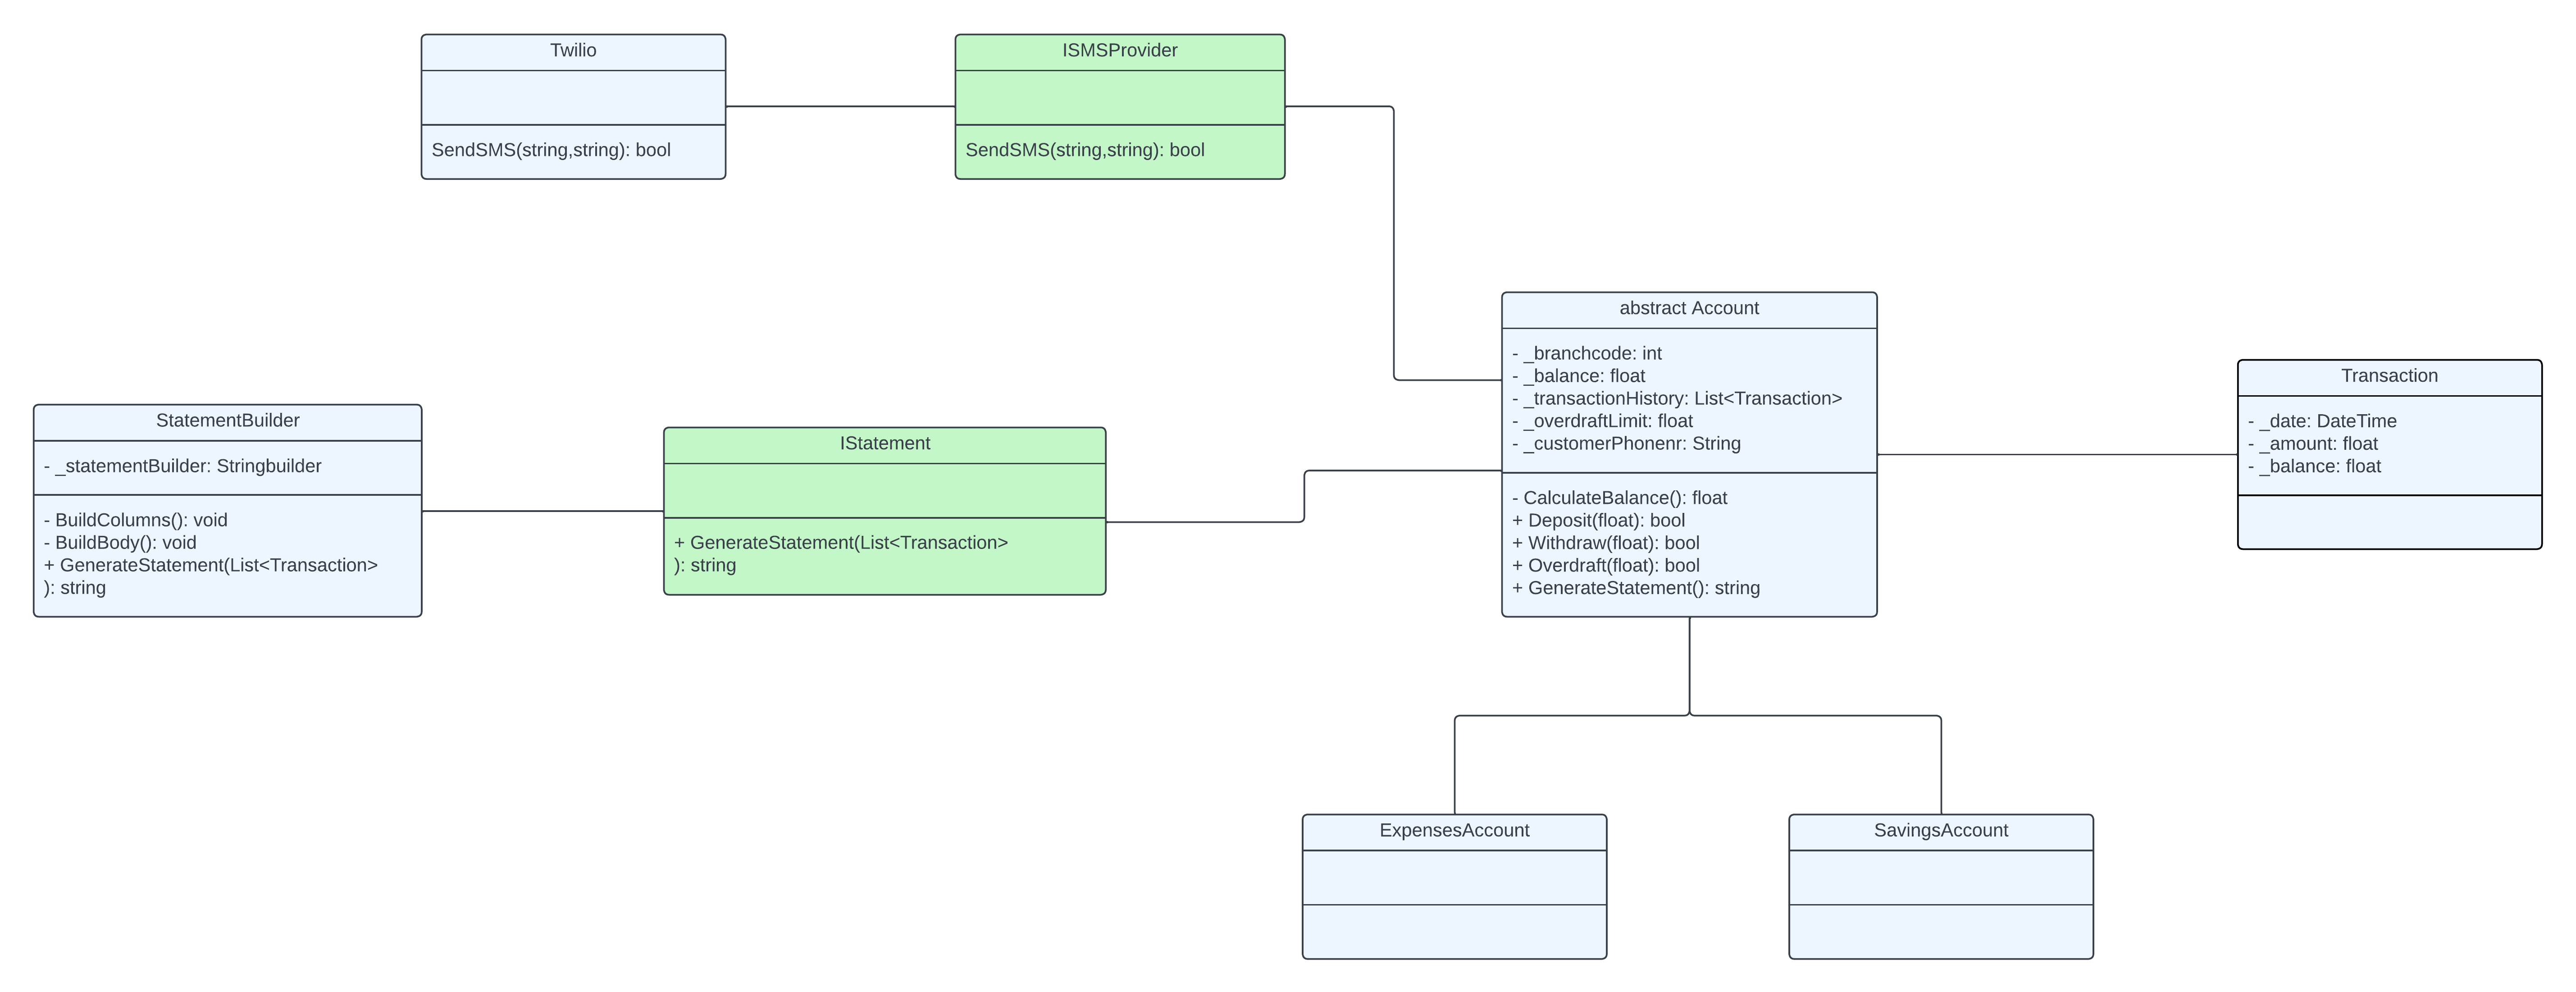 Twilio
SendSMS(string,string): bool
ISMSProvider
SendSMS(string,string): bool
StatementBuilder
- _statementBuilder: Stringbuilder
- BuildColumns(): void
- BuildBody(): void
+ GenerateStatement(List<Transaction>
): string
IStatement
+ GenerateStatement(List<Transaction>
): string
abstract Account
- _branchcode: int
- _balance: float
- _transactionHistory: List<Transaction>
- _overdraftLimit: float
- _customerPhonenr: String
- CalculateBalance(): float
+ Deposit(float): bool
+ Withdraw(float): bool
+ Overdraft(float): bool
+ GenerateStatement(): string
Transaction
- _date: DateTime
- _amount: float
- _balance: float
ExpensesAccount
SavingsAccount